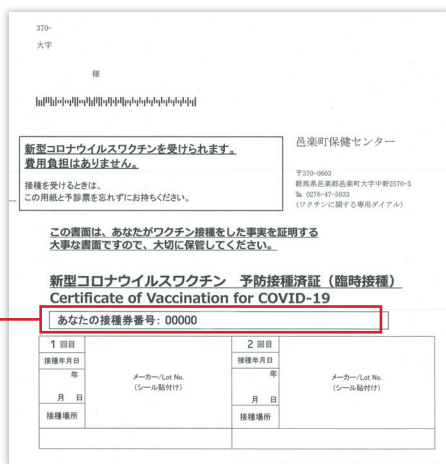 370-
大字
様
新型コロナウイルスワクチンを受けられます。
費用負担はありません。
接種を受けるときは、
この用紙と予診票を忘れずにお持ちください。
邑楽町保健センター
〒370-0603
群馬県邑楽郡邑楽町大字中野2570-3
℡ 0276-47-5033
(ワクチンに関する専用ダイアル)
この書面は、あなたがワクチン接種をした事実を証明する
大事な書面ですので、大切に保管してください。
新型コロナウイルスワクチン 予防接種済証(臨時接種)
Certificate of Vaccination for COVID-19
あなたの接種券番号: 00000
1 回目
2 回目
接種年月日
接種年月日
年
メーカー/Lot No.
年
メーカー/Lot No.
(シール貼付け)
(シール貼付け)
月 日
月 日
接種場所
接種場所